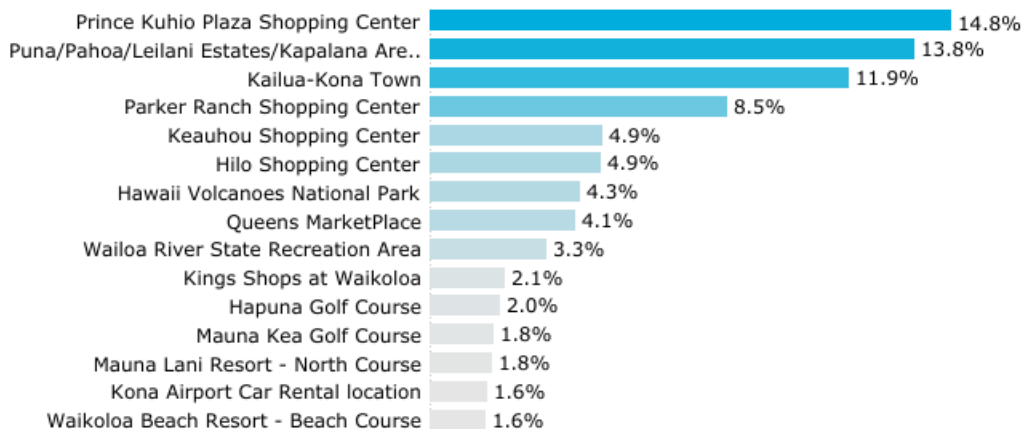 Prince Kuhio Plaza Shopping Center 14.8%
Puna/Pahoa/Leilani Estates/Kapalana Are.. 13.8%
Kailua-Kona Town 11.9%
Parker Ranch Shopping Center 8.5%
Keauhou Shopping Center 4.9%
Hilo Shopping Center 4.9%
Hawaii Volcanoes National Park 4.3%
Queens MarketPlace 4.1%
Wailoa River State Recreation Area 3.3%
Kings Shops at Waikoloa 2.1%
Hapuna Golf Course 2.0%
Mauna Kea Golf Course 1.8%
Mauna Lani Resort - North Course 1.8%
Kona Airport Car Rental location 1.6%
Waikoloa Beach Resort - Beach Course 1.6%